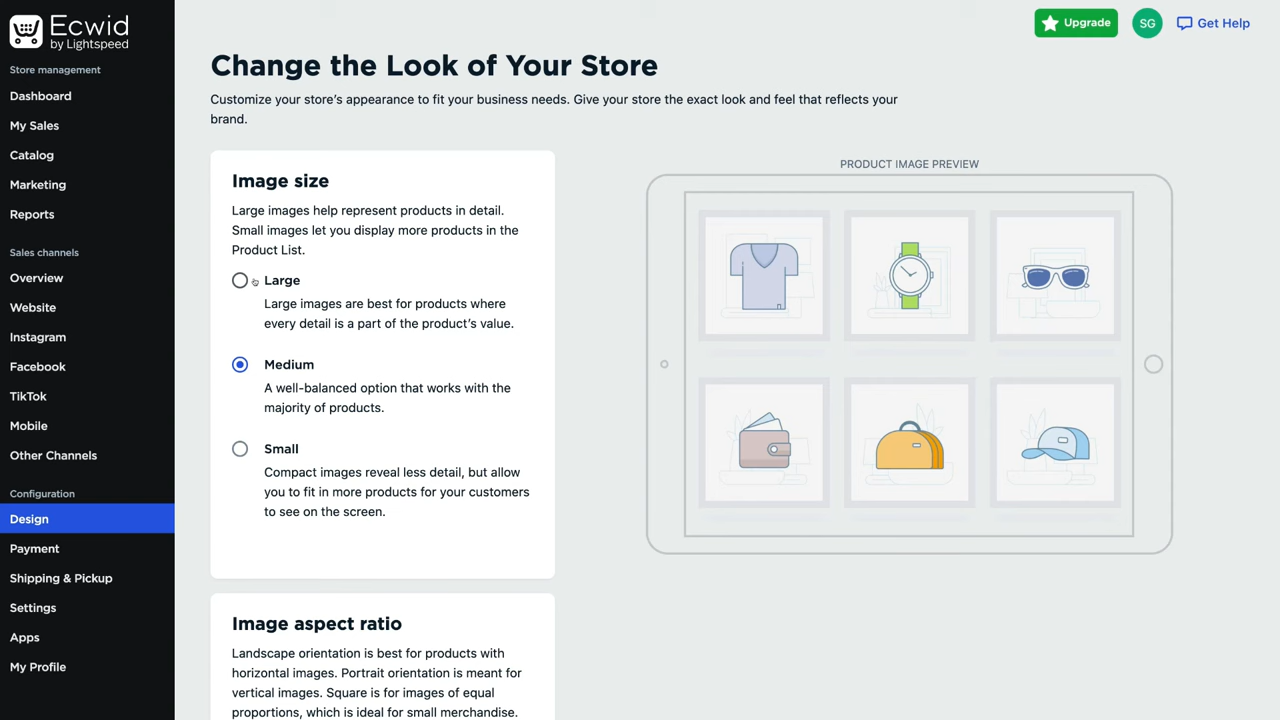 Ecwid
by Lightspeed
Store management
Dashboard
My Sales
Catalog
Marketing
Reports
Sales channels
Overview
Website
Instagram
Facebook
TikTok
Mobile
Other Channels
Configuration
Design
Payment
Shipping & Pickup
Settings
Apps
My Profile
Upgrade
SG
Get Help
Change the Look of Your Store
Customize your store's appearance to fit your business needs. Give your store the exact look and feel that reflects your
brand.
Image size
Large images help represent products in detail.
Small images let you display more products in the
Product List.
Large
Large images are best for products where
every detail is a part of the product's value.
Medium
A well-balanced option that works with the
majority of products.
Small
Compact images reveal less detail, but allow
you to fit in more products for your customers
to see on the screen.
PRODUCT IMAGE PREVIEW
Image aspect ratio
Landscape orientation is best for products with
horizontal images. Portrait orientation is meant for
vertical images. Square is for images of equal
proportions, which is ideal for small merchandise.